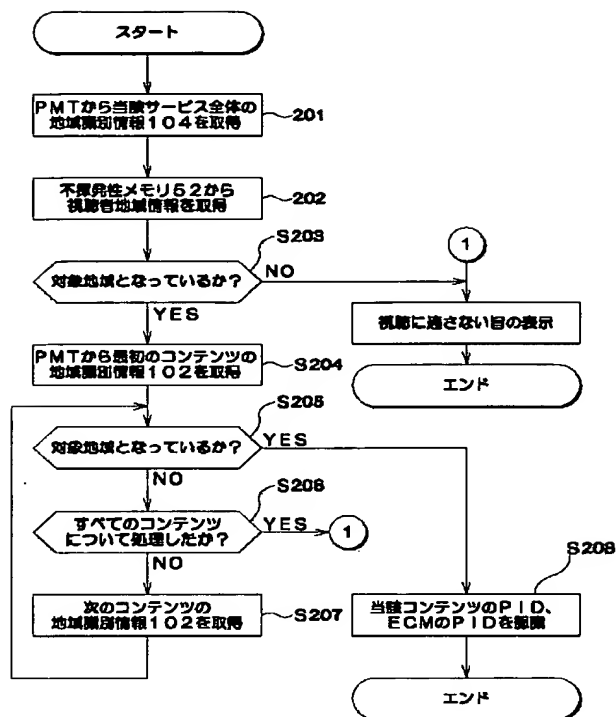 スタート
PMTから当該サービス全体の
地域識別情報104を取得
201
不揮発性メモリ52から
視聴者地域情報を取得
202
S203
対象地域となっているか?
NO
1
YES
視聴に適さない旨の表示
エンド
PMTから最初のコンテンツの
地域識別情報102を取得
S204
S205
対象地域となっているか?
YES
NO
S206
すべてのコンテンツ
について処理したか?
YES
1
NO
次のコンテンツの
地域識別情報102を取得
S207
S208
当該コンテンツのPID、
ECMのPIDを認識
エンド